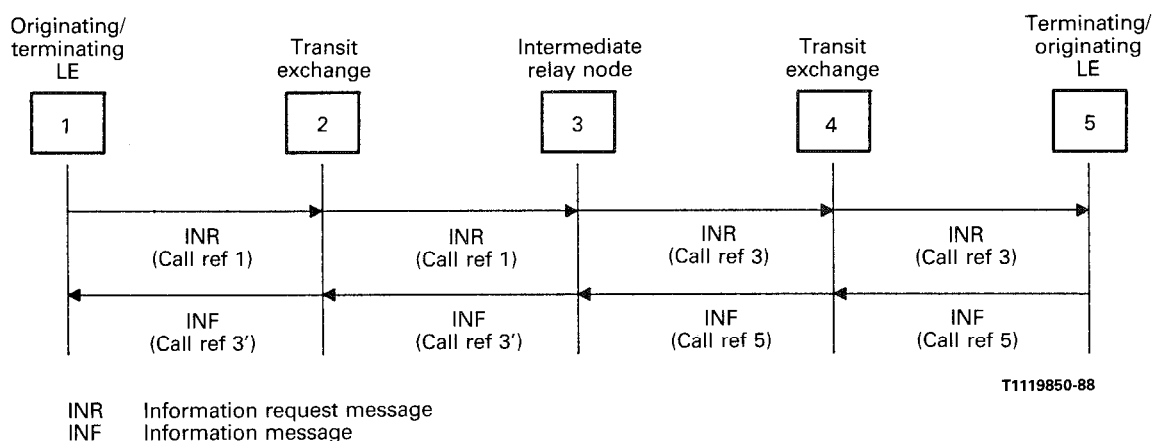 Originating/
terminating
LE
Transit
exchange
Intermediate
relay node
Transit
exchange
Terminating/
originating
LE
1
2
3
4
5
INR
(Call ref 1)
INR
(Call ref 1)
INR
(Call ref 3)
INR
(Call ref 3)
INF
(Call ref 3')
INF
(Call ref 3')
INF
(Call ref 5)
INF
(Call ref 5)
T1119850-88
INR Information request message
INF Information message